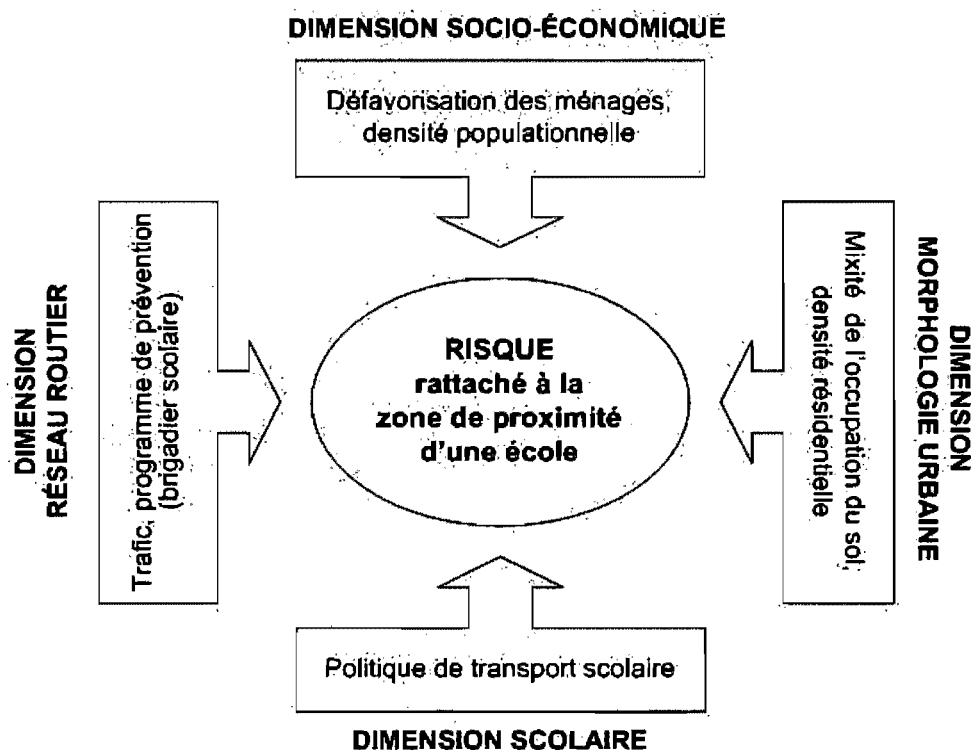 DIMENSION SOCIO-ÉCONOMIQUE
Défavorisation des ménages,
densité populationnelle
DIMENSION
RÉSEAU ROUTIER
Trafic, programme de prévention
(brigadier scolaire)
RISQUE
rattaché à la
zone de proximité
d'une école
DIMENSION
MORPHOLOGIE URBAINE
Mixité de l'occupation du sol,
densité résidentielle
Politique de transport scolaire
DIMENSION SCOLAIRE